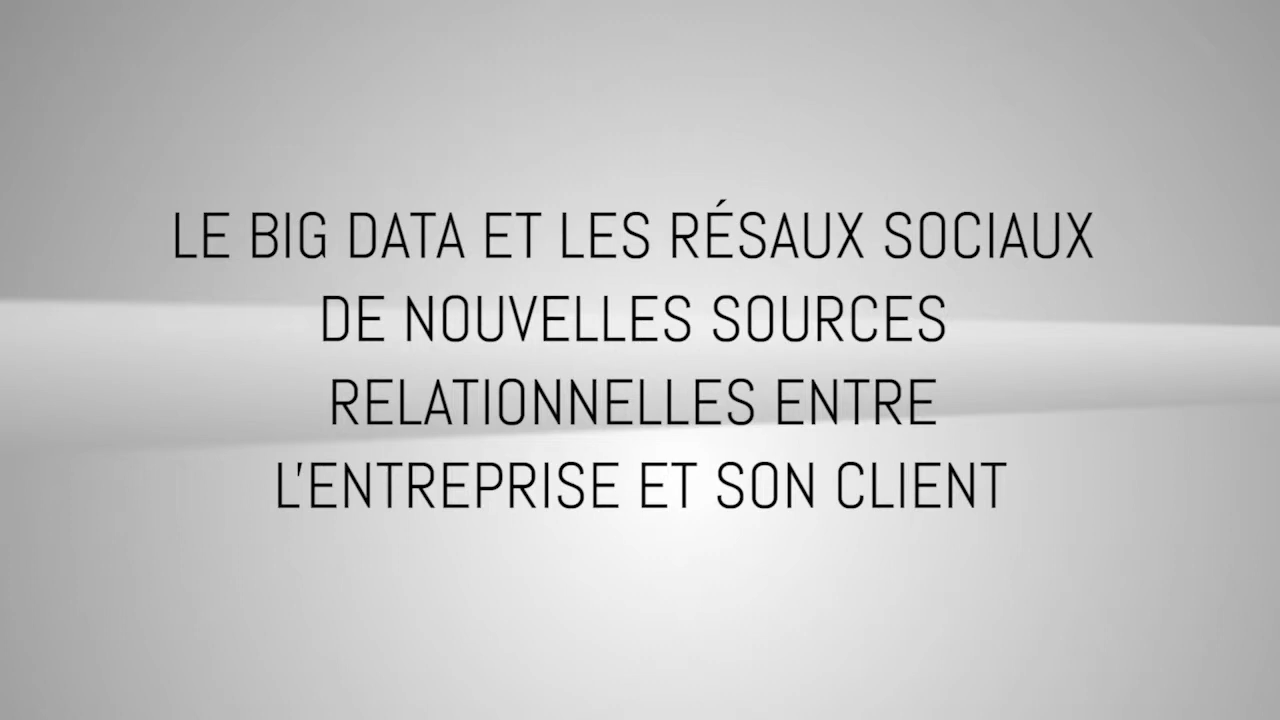 LE BIG DATA ET LES RÉSAUX SOCIAUX
DE NOUVELLES SOURCES
RELATIONNELLES ENTRE
L'ENTREPRISE ET SON CLIENT